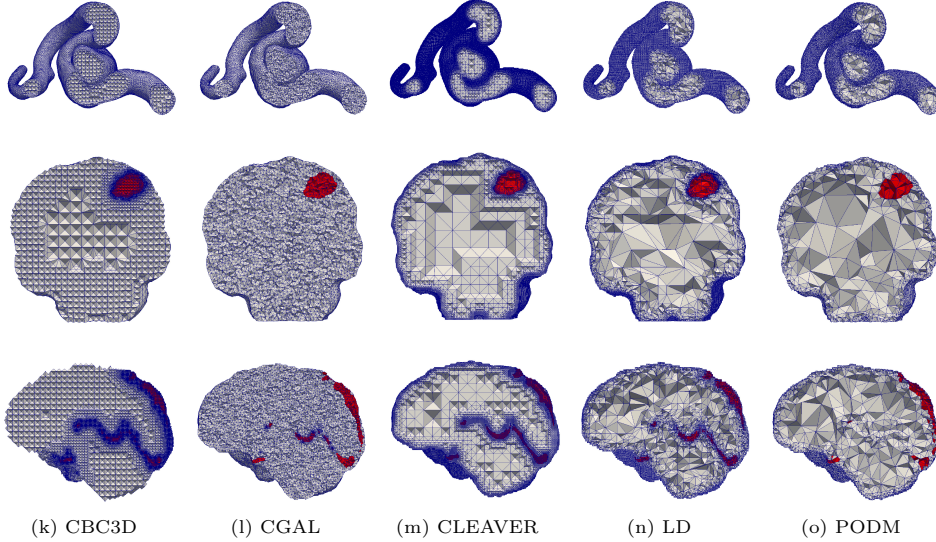 (k) CBC3D
(l) CGAL
(m) CLEAVER
(n) LD
(o) PODM